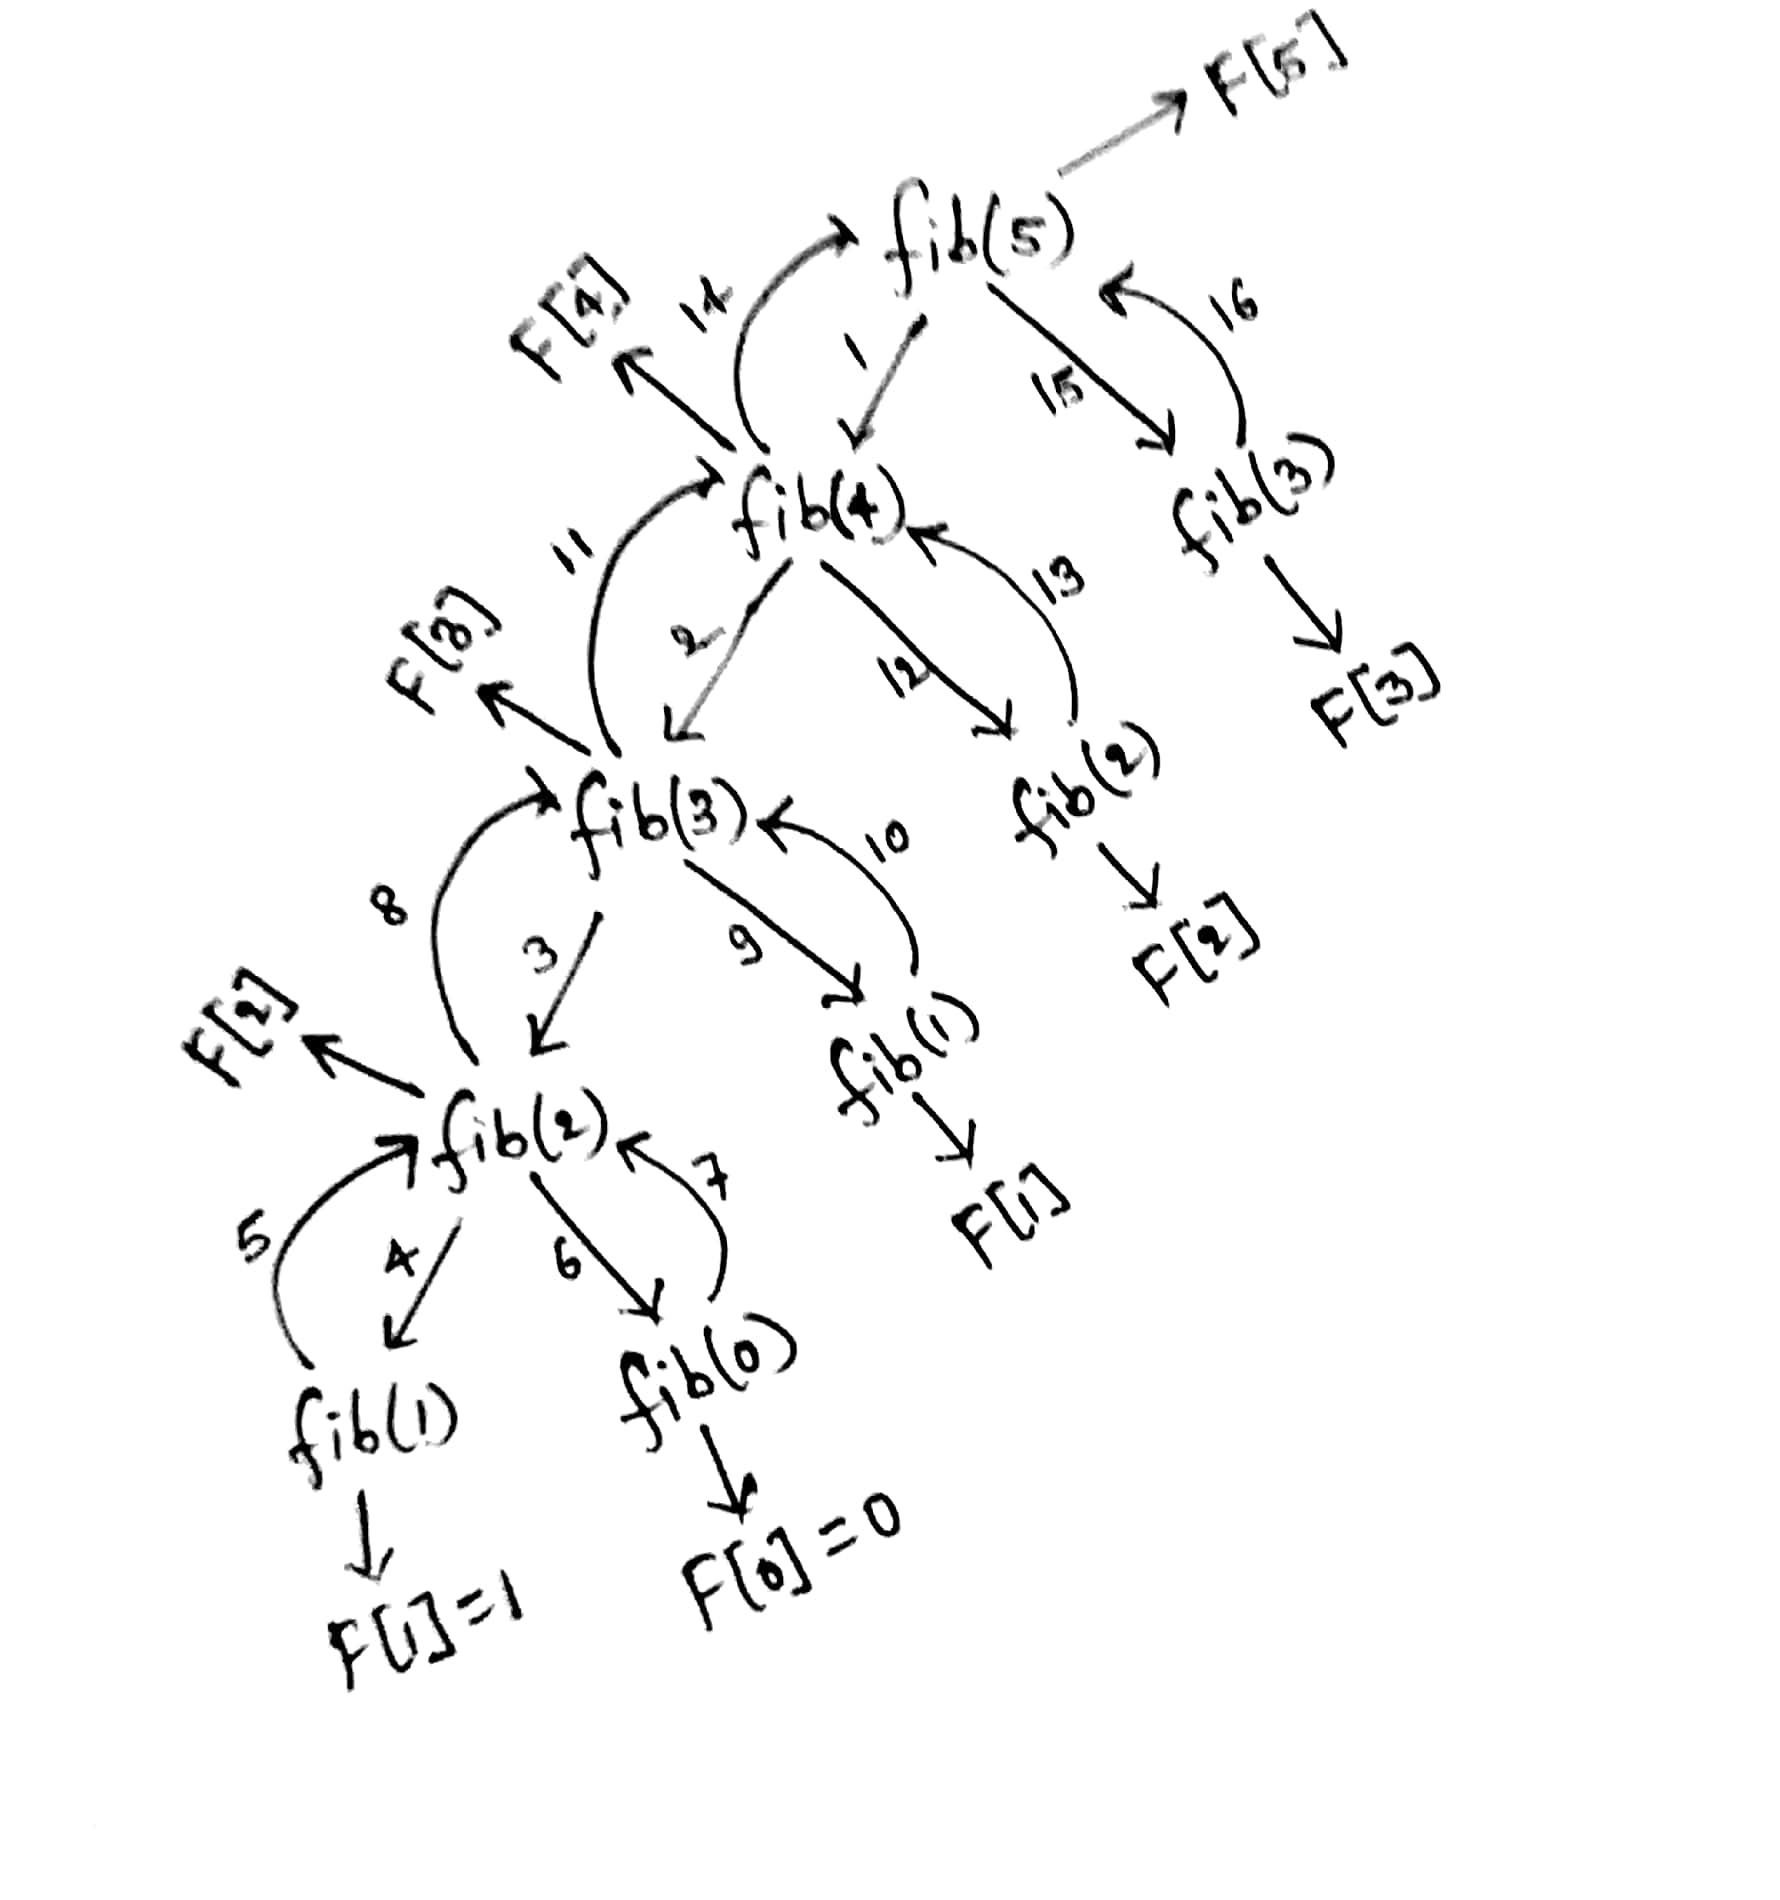 F[5]
fib(5)
F[4]
14
1
15
16
fib(4)
fib(3)
F[3]
11
2
12
13
F[3]
fib(3)
fib(2)
F[2]
8
3
9
10
F[2]
fib(2)
fib(1)
F[1]
5
4
6
7
fib(1)
fib(0)
F[1]=1
F[0]=0